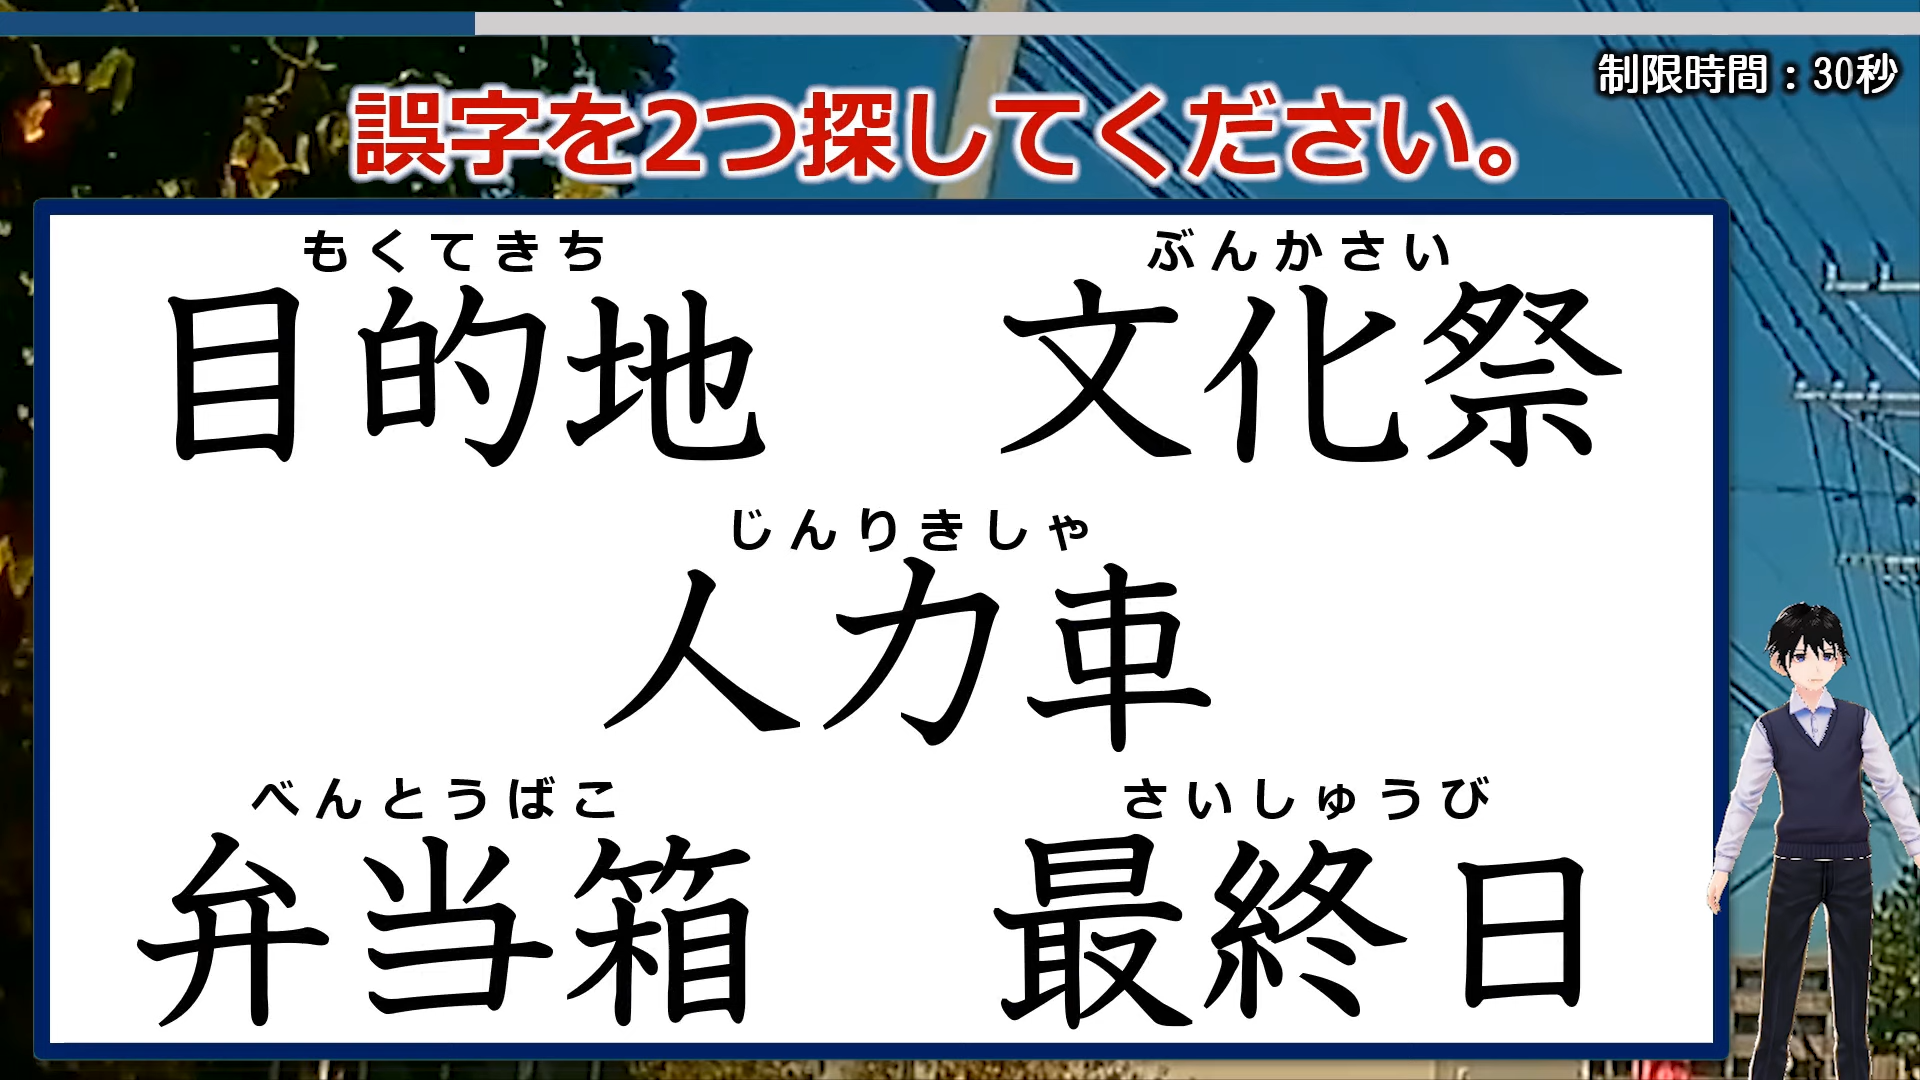 制限時間：30秒
誤字を2つ探してください。
もくてきち ぶんかさい
目的地 文化祭
じんりきしゃ
人力車
べんとうばこ さいしゅうび
弁当箱 最終日